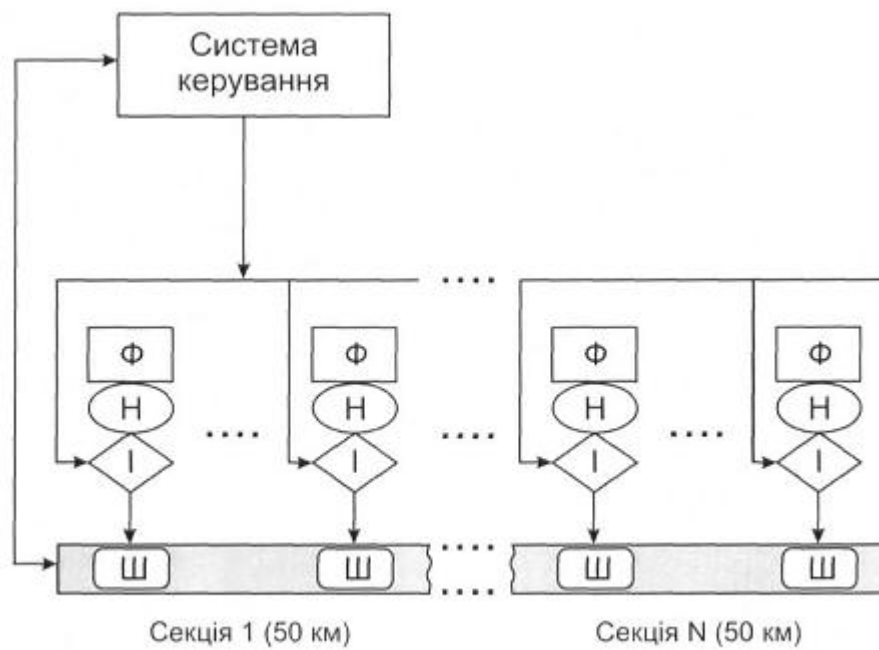 Система
керування
Ф Ф Ф Ф
Н Н Н Н
І І І І
Ш Ш Ш Ш
Секція 1 (50 км) Секція N (50 км)